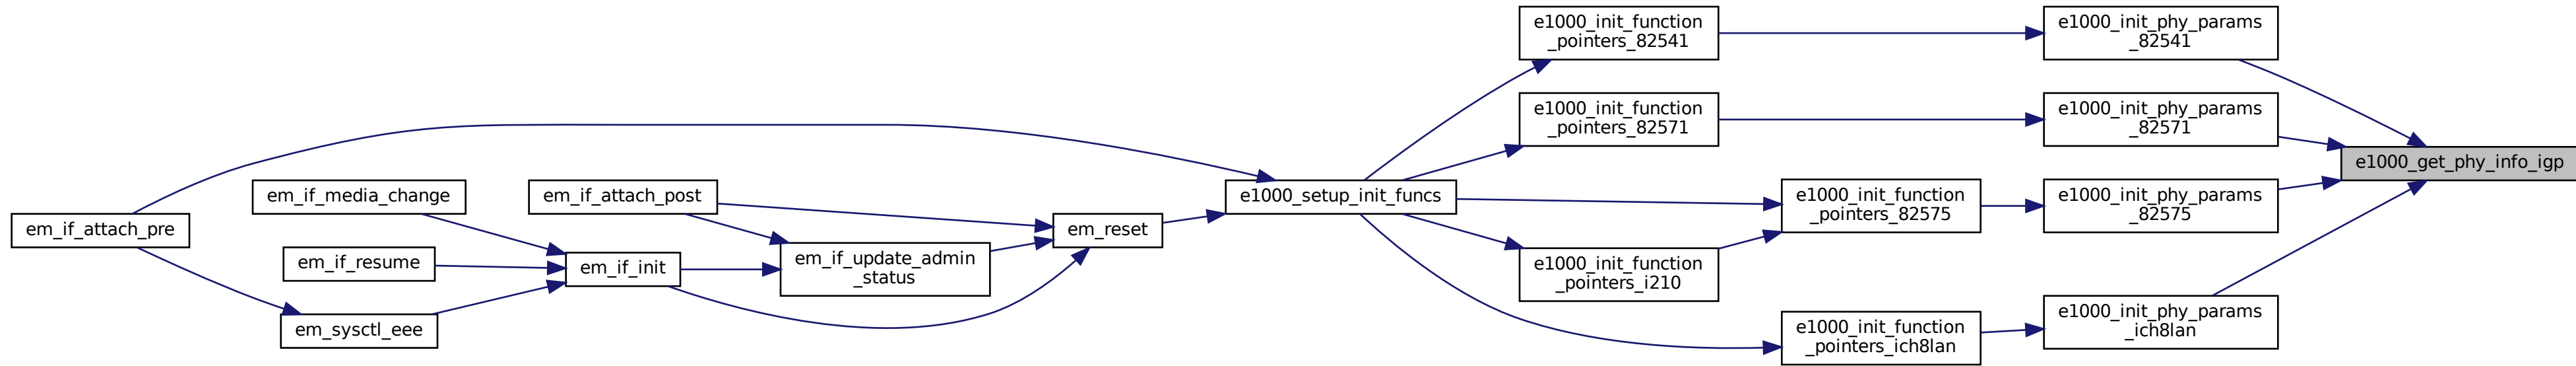 em_if_attach_pre
em_if_media_change
em_if_resume
em_sysctl_eee
em_if_attach_post
em_if_init
em_if_update_admin
_status
em_reset
e1000_setup_init_funcs
e1000_init_function
_pointers_82541
e1000_init_function
_pointers_82571
e1000_init_function
_pointers_i210
e1000_init_function
_pointers_82575
e1000_init_function
_pointers_ich8lan
e1000_init_phy_params
_82541
e1000_init_phy_params
_82571
e1000_init_phy_params
_82575
e1000_init_phy_params
_ich8lan
e1000_get_phy_info_igp